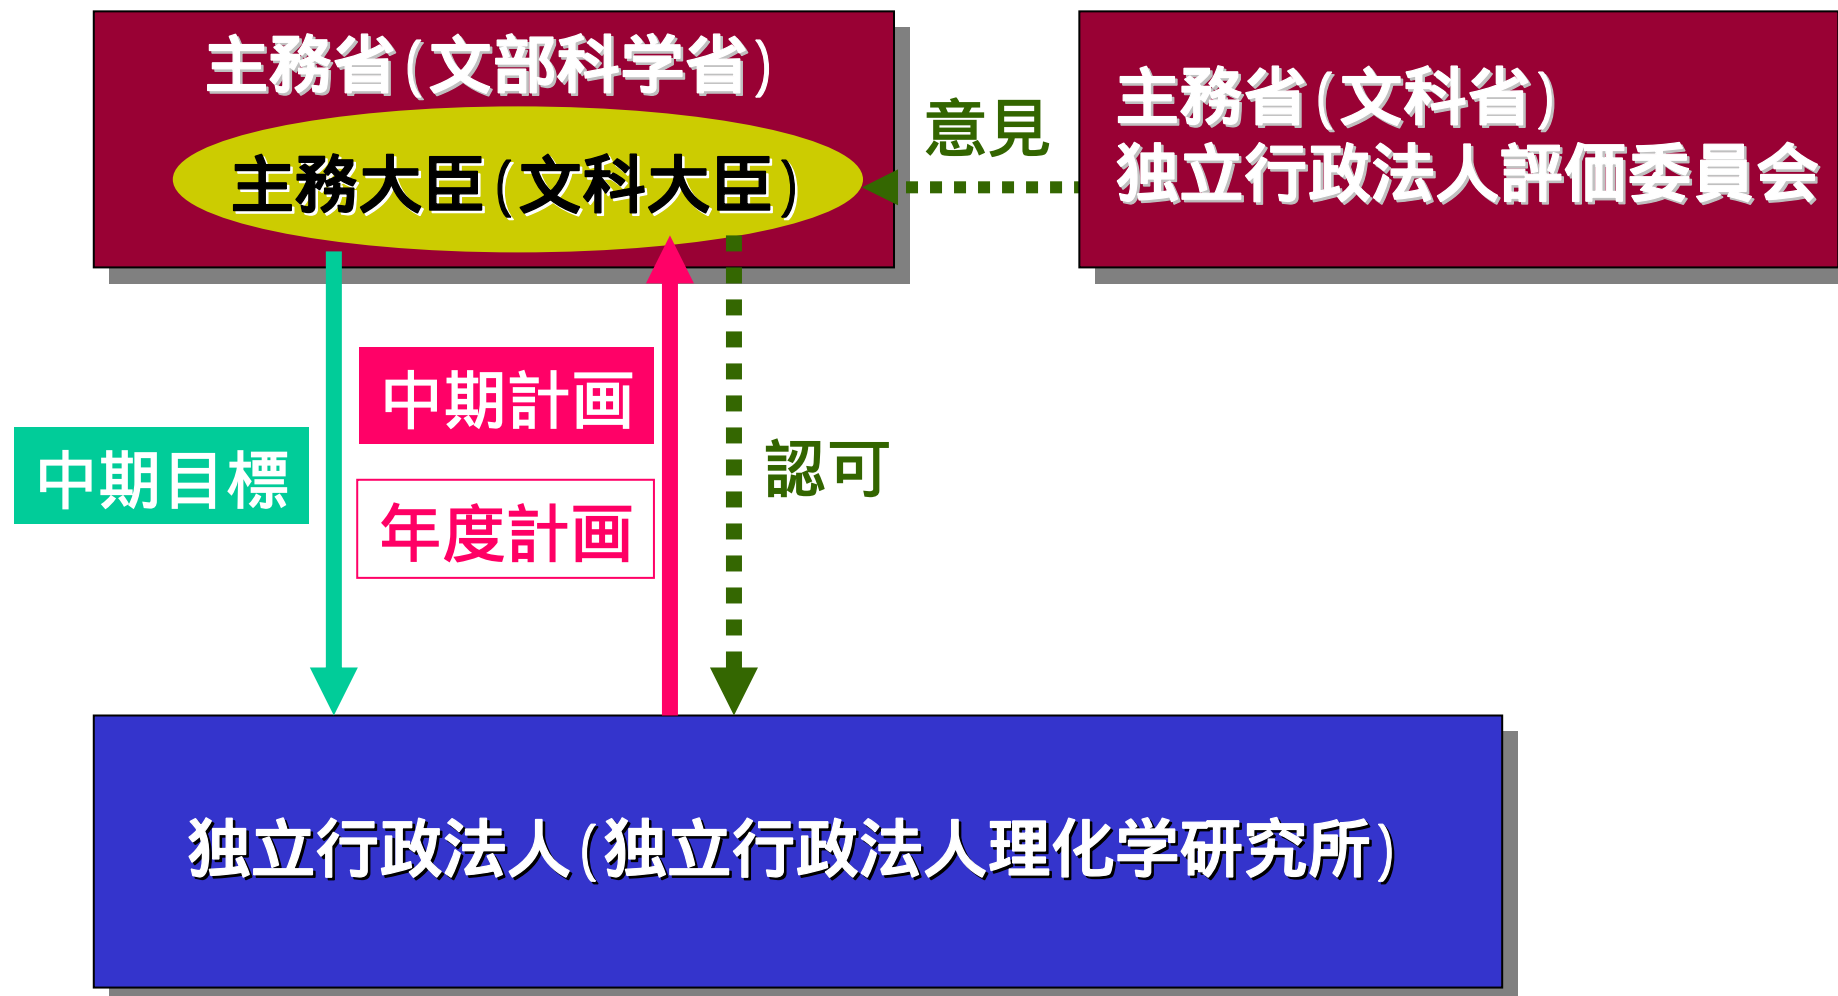 主務省(文部科学省)
主務大臣(文科大臣)
意見
主務省(文科省)
独立行政法人評価委員会
中期目標
中期計画
年度計画
認可
独立行政法人(独立行政法人理化学研究所)